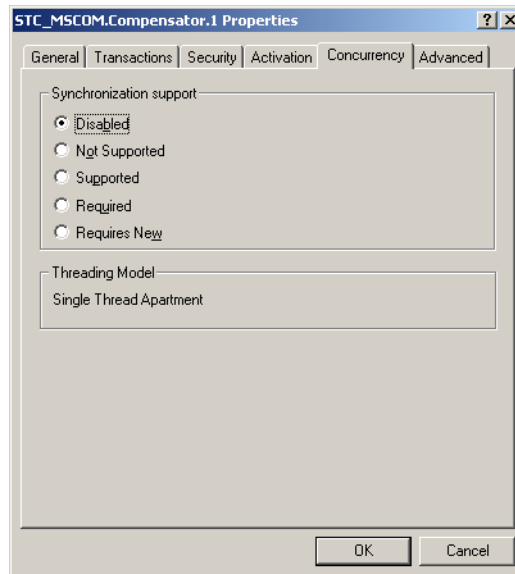 STC_MSCOM.Compensator.1 Properties
General Transactions Security Activation Concurrency Advanced
Synchronization support
Disabled
Not Supported
Supported
Required
Requires New
Threading Model
Single Thread Apartment
OK Cancel